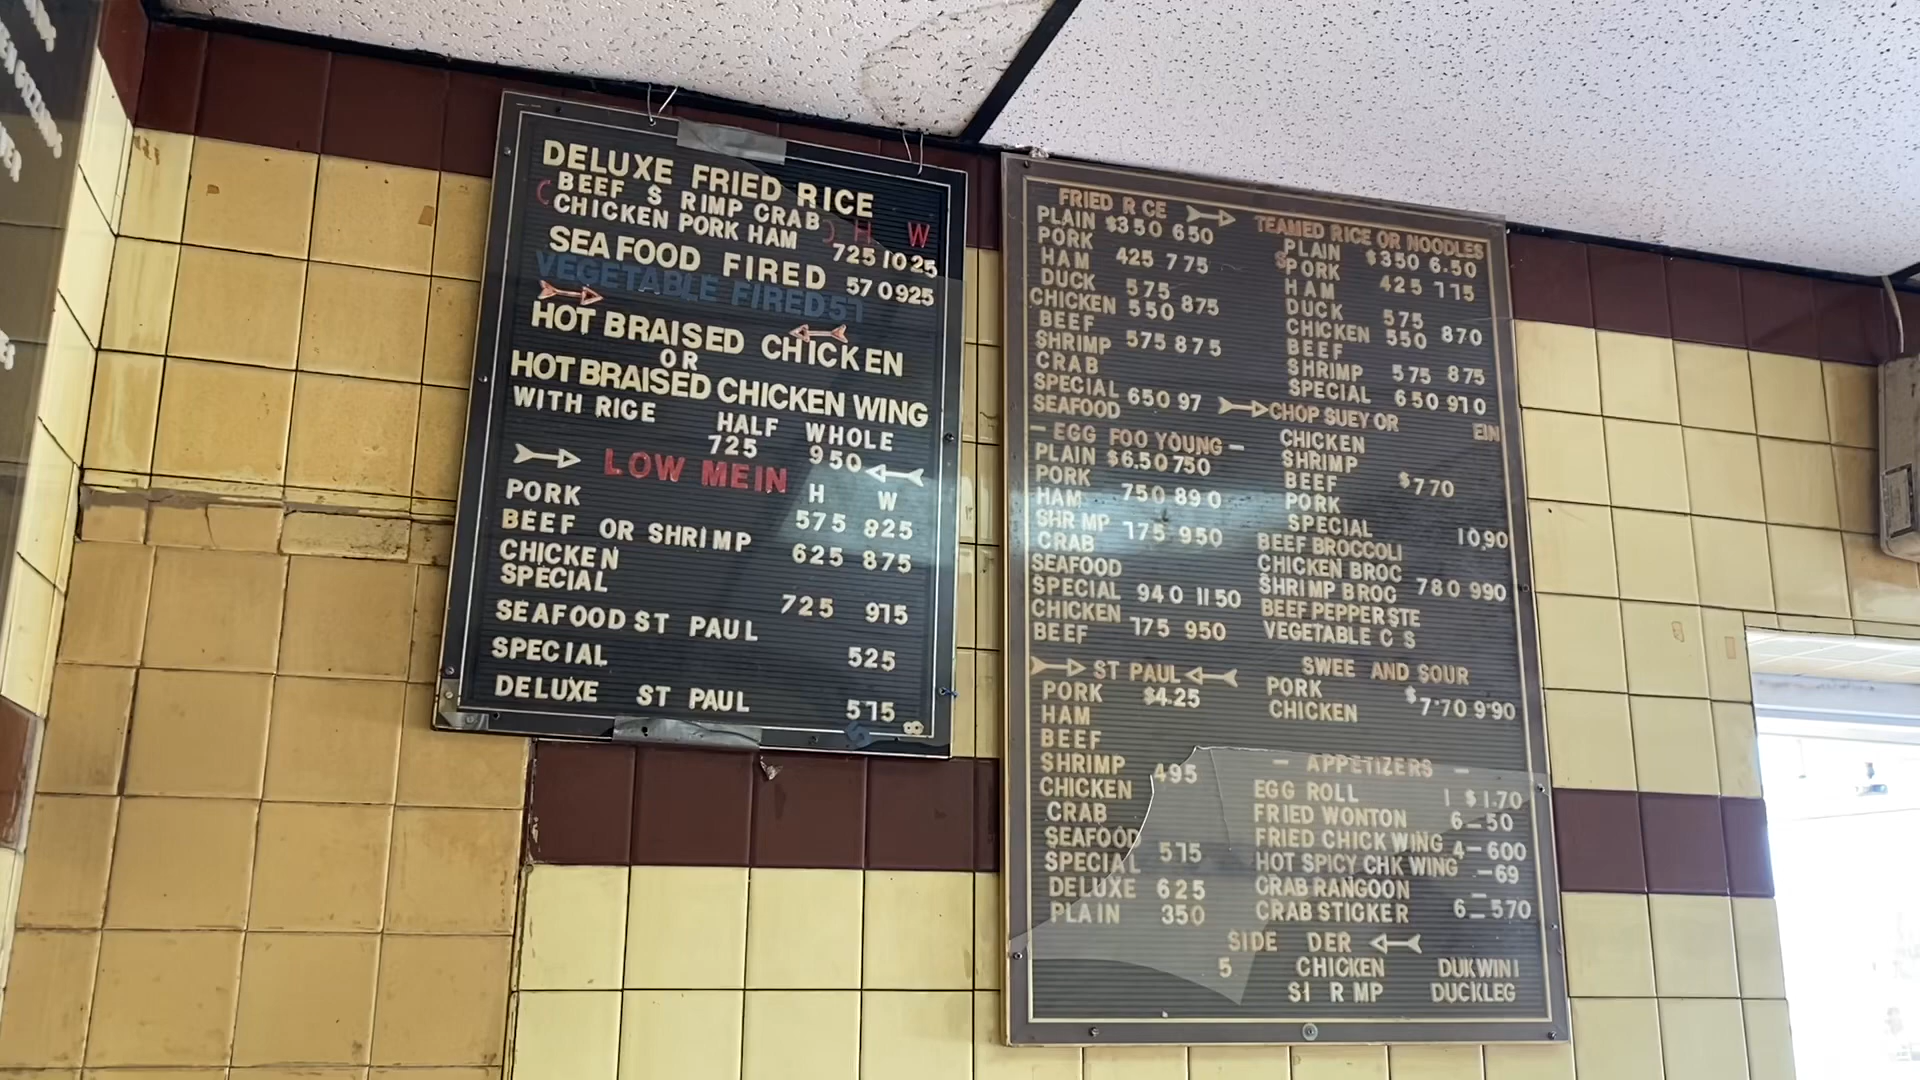 DELUXE FRIED RICE
BEEF S RIMP CRAB
CHICKEN PORK HAM
H W
725 1025
SEAFOOD FIRED 570 925
VEGETABLE FIRED 57
HOT BRAISED CHICKEN
OR
HOT BRAISED CHICKEN WING
WITH RICE HALF WHOLE
725 950
LOW MEIN
H W
PORK 575 825
BEEF OR SHRIMP 625 875
CHICKEN
SPECIAL 725 915
SEAFOOD ST PAUL
SPECIAL 525
DELUXE ST PAUL 515
FRIED R CE
PLAIN $350 650
PORK
HAM 425 775
DUCK 575
CHICKEN 550 875
BEEF
SHRIMP 575 875
CRAB
SPECIAL 650 97
SEAFOOD
- EGG FOO YOUNG -
PLAIN $6.50 750
PORK
HAM 750 890
SHR MP 175 950
CRAB
SEAFOOD
SPECIAL 940 1150
CHICKEN 175 950
BEEF
ST PAUL
PORK $4.25
HAM
BEEF
SHRIMP 495
CHICKEN
CRAB
SEAFOOD
SPECIAL 515
DELUXE 625
PLAIN 350
TEAMED RICE OR NOODLES
PLAIN $350 6.50
SPORK
HAM 425 115
DUCK 575
CHICKEN 550 870
BEEF
SHRIMP 575 875
SPECIAL 650 910
CHOP SUEY OR EIN
CHICKEN
SHRIMP
BEEF $770
PORK
SPECIAL 10,90
BEEF BROCCOLI
CHICKEN BROC
SHRIMP BROC 780 990
BEEF PEPPER STE
VEGETABLE C S
SWEE AND SOUR
PORK $7.70 9.90
CHICKEN
- APPETIZERS -
EGG ROLL 1 $1.70
FRIED WONTON 6-50
FRIED CHICK WING 4-600
HOT SPICY CHK WING -69
CRAB RANGOON -
CRAB STICKER 6-570
SIDE DER
5 CHICKEN DUKWINI
SI R MP DUCKLEG